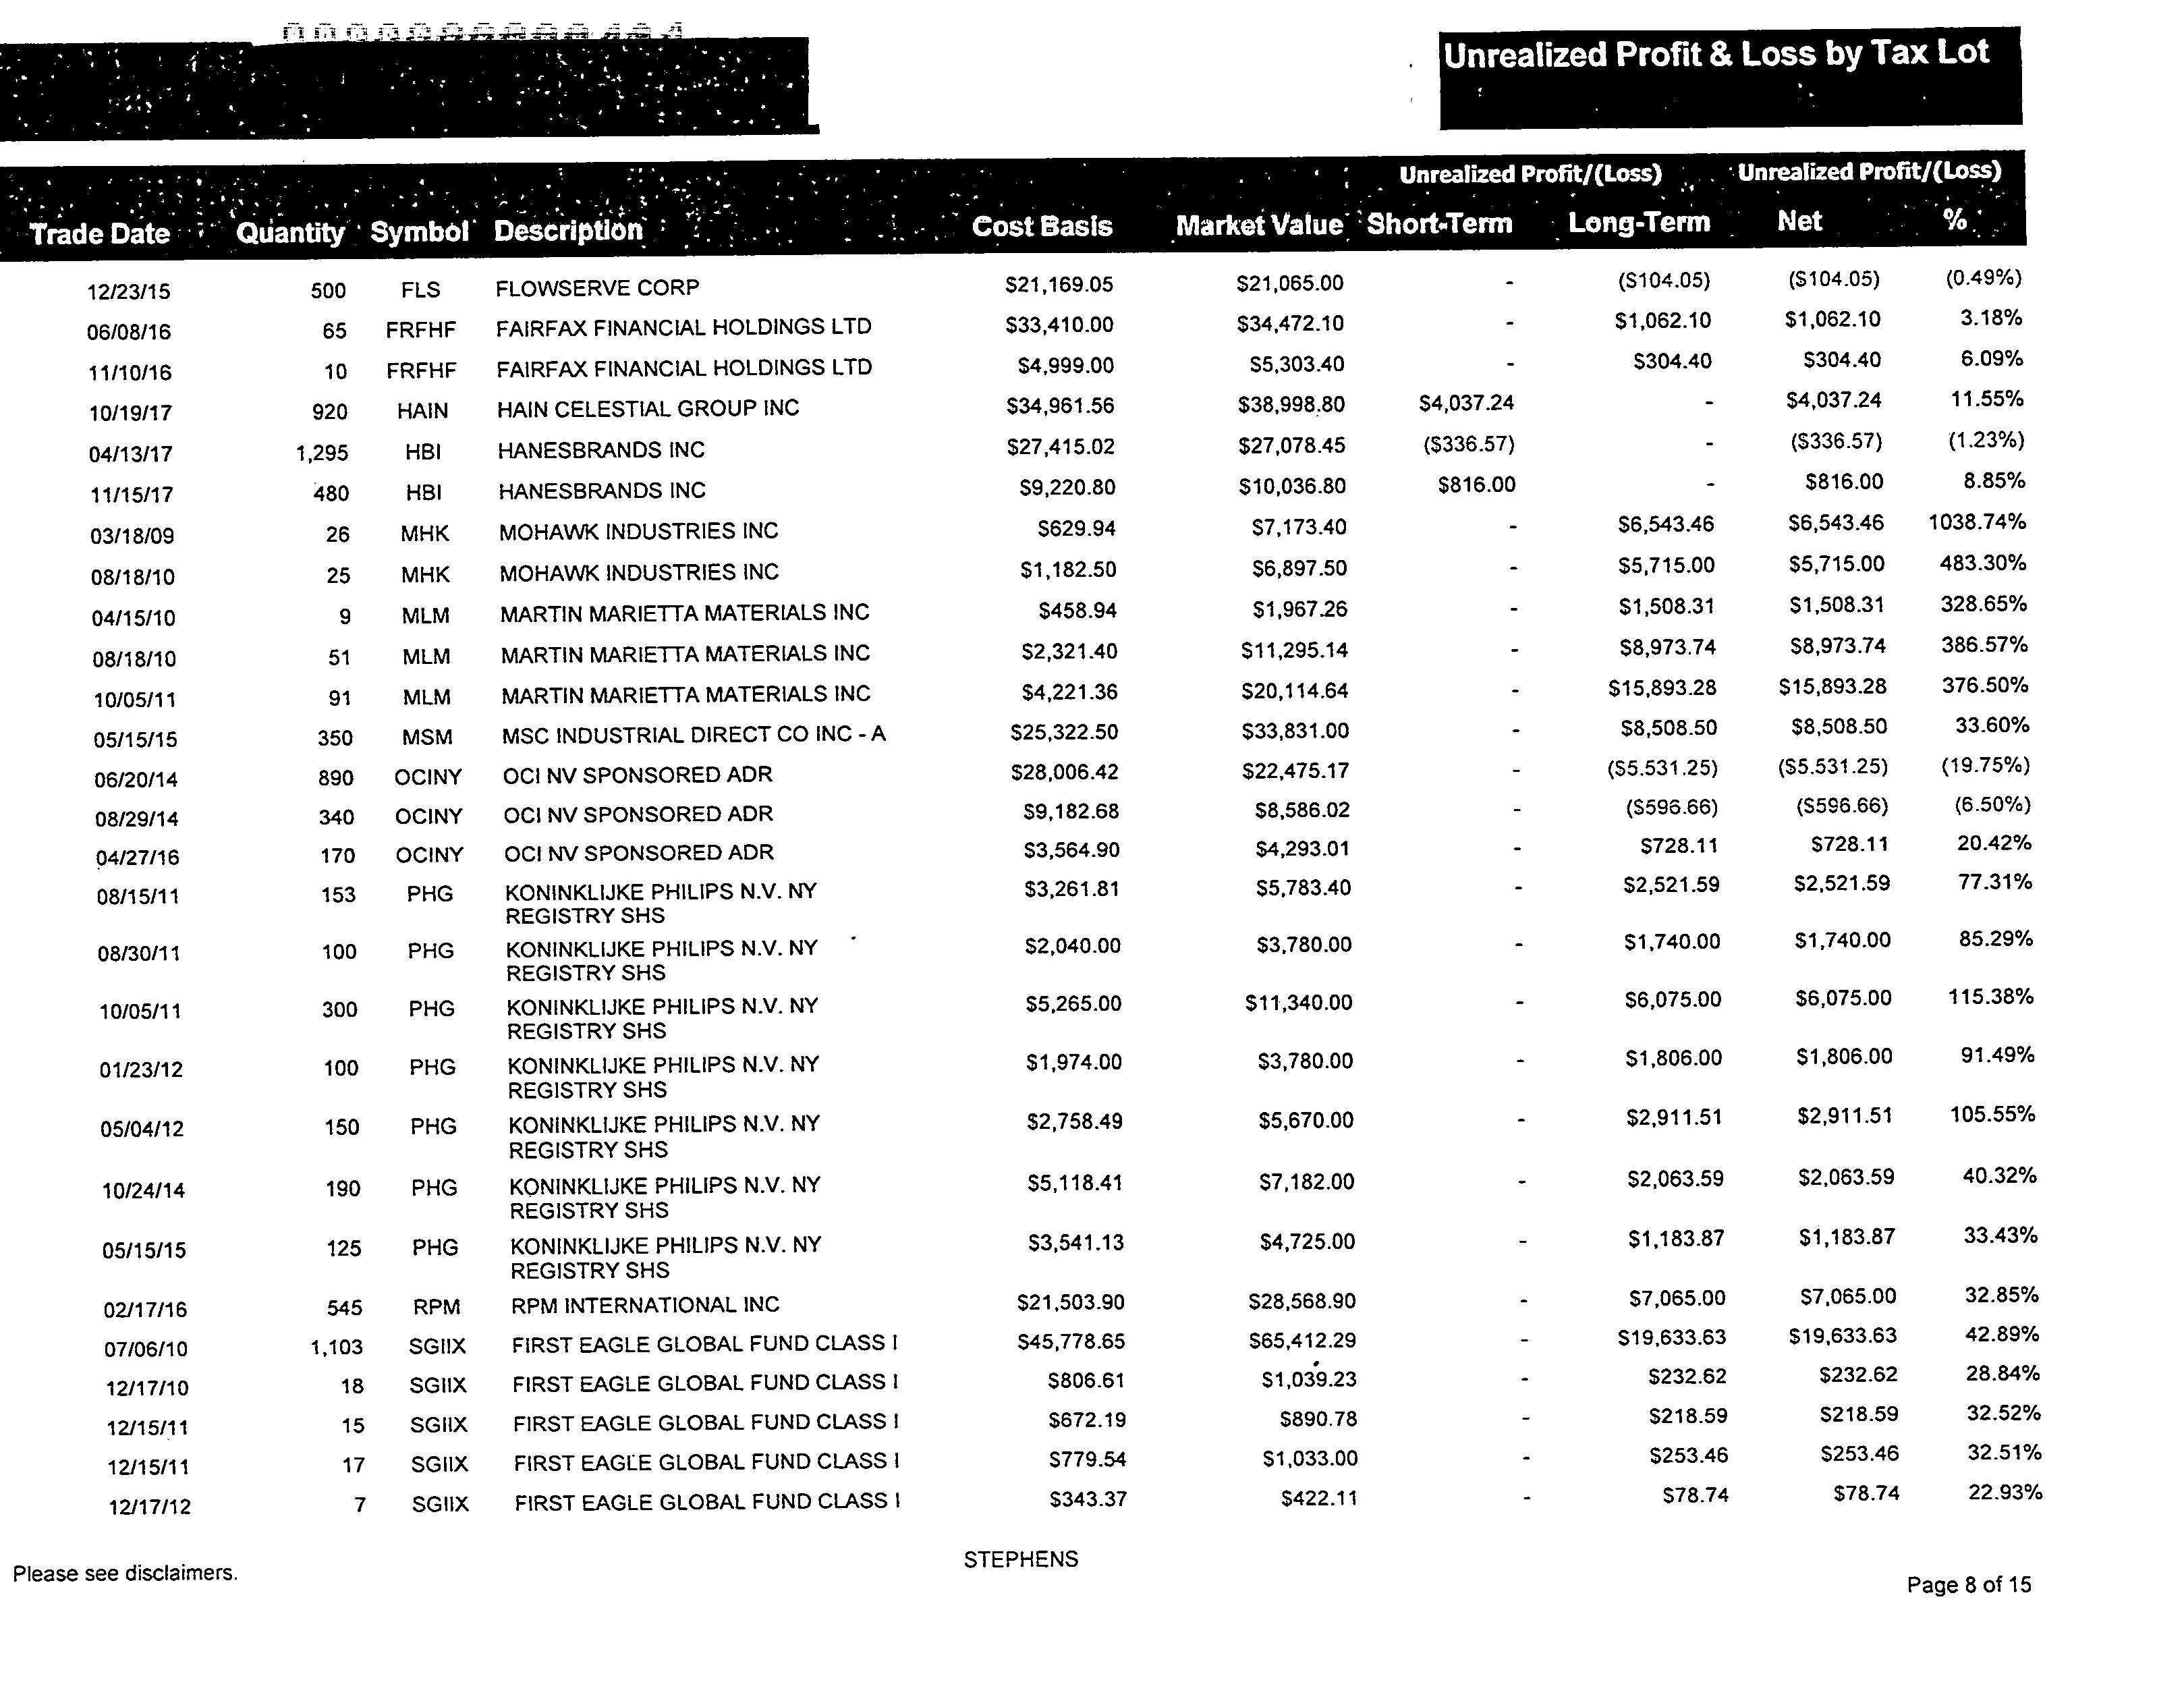 Unrealized Profit & Loss by Tax Lot
Unrealized Profit/(Loss) Unrealized Profit/(Loss)
Trade Date Quantity Symbol Description Cost Basis Market Value Short-Term Long-Term Net %
12/23/15 500 FLS FLOWSERVE CORP $21,169.05 $21,065.00 - ($104.05) ($104.05) (0.49%)
06/08/16 65 FRFHF FAIRFAX FINANCIAL HOLDINGS LTD $33,410.00 $34,472.10 - $1,062.10 $1,062.10 3.18%
11/10/16 10 FRFHF FAIRFAX FINANCIAL HOLDINGS LTD $4,999.00 $5,303.40 - $304.40 $304.40 6.09%
10/19/17 920 HAIN HAIN CELESTIAL GROUP INC $34,961.56 $38,998.80 $4,037.24 - $4,037.24 11.55%
04/13/17 1,295 HBI HANESBRANDS INC $27,415.02 $27,078.45 ($336.57) - ($336.57) (1.23%)
11/15/17 480 HBI HANESBRANDS INC $9,220.80 $10,036.80 $816.00 - $816.00 8.85%
03/18/09 26 MHK MOHAWK INDUSTRIES INC $629.94 $7,173.40 - $6,543.46 $6,543.46 1038.74%
08/18/10 25 MHK MOHAWK INDUSTRIES INC $1,182.50 $6,897.50 - $5,715.00 $5,715.00 483.30%
04/15/10 9 MLM MARTIN MARIETTA MATERIALS INC $458.94 $1,967.26 - $1,508.31 $1,508.31 328.65%
08/18/10 51 MLM MARTIN MARIETTA MATERIALS INC $2,321.40 $11,295.14 - $8,973.74 $8,973.74 386.57%
10/05/11 91 MLM MARTIN MARIETTA MATERIALS INC $4,221.36 $20,114.64 - $15,893.28 $15,893.28 376.50%
05/15/15 350 MSM MSC INDUSTRIAL DIRECT CO INC - A $25,322.50 $33,831.00 - $8,508.50 $8,508.50 33.60%
06/20/14 890 OCINY OCI NV SPONSORED ADR $28,006.42 $22,475.17 - ($5.531.25) ($5.531.25) (19.75%)
08/29/14 340 OCINY OCI NV SPONSORED ADR $9,182.68 $8,586.02 - ($596.66) ($596.66) (6.50%)
04/27/16 170 OCINY OCI NV SPONSORED ADR $3,564.90 $4,293.01 - $728.11 $728.11 20.42%
08/15/11 153 PHG KONINKLIJKE PHILIPS N.V. NY $3,261.81 $5,783.40 - $2,521.59 $2,521.59 77.31%
REGISTRY SHS
08/30/11 100 PHG KONINKLIJKE PHILIPS N.V. NY $2,040.00 $3,780.00 - $1,740.00 $1,740.00 85.29%
REGISTRY SHS
10/05/11 300 PHG KONINKLIJKE PHILIPS N.V. NY $5,265.00 $11,340.00 - $6,075.00 $6,075.00 115.38%
REGISTRY SHS
01/23/12 100 PHG KONINKLIJKE PHILIPS N.V. NY $1,974.00 $3,780.00 - $1,806.00 $1,806.00 91.49%
REGISTRY SHS
05/04/12 150 PHG KONINKLIJKE PHILIPS N.V. NY $2,758.49 $5,670.00 - $2,911.51 $2,911.51 105.55%
REGISTRY SHS
10/24/14 190 PHG KONINKLIJKE PHILIPS N.V. NY $5,118.41 $7,182.00 - $2,063.59 $2,063.59 40.32%
REGISTRY SHS
05/15/15 125 PHG KONINKLIJKE PHILIPS N.V. NY $3,541.13 $4,725.00 - $1,183.87 $1,183.87 33.43%
REGISTRY SHS
02/17/16 545 RPM RPM INTERNATIONAL INC $21,503.90 $28,568.90 - $7,065.00 $7,065.00 32.85%
07/06/10 1,103 SGIIX FIRST EAGLE GLOBAL FUND CLASS I $45,778.65 $65,412.29 - $19,633.63 $19,633.63 42.89%
12/17/10 18 SGIIX FIRST EAGLE GLOBAL FUND CLASS I $806.61 $1,039.23 - $232.62 $232.62 28.84%
12/15/11 15 SGIIX FIRST EAGLE GLOBAL FUND CLASS I $672.19 $890.78 - $218.59 $218.59 32.52%
12/15/11 17 SGIIX FIRST EAGLE GLOBAL FUND CLASS I $779.54 $1,033.00 - $253.46 $253.46 32.51%
12/17/12 7 SGIIX FIRST EAGLE GLOBAL FUND CLASS I $343.37 $422.11 - $78.74 $78.74 22.93%
STEPHENS
Please see disclaimers.
Page 8 of 15